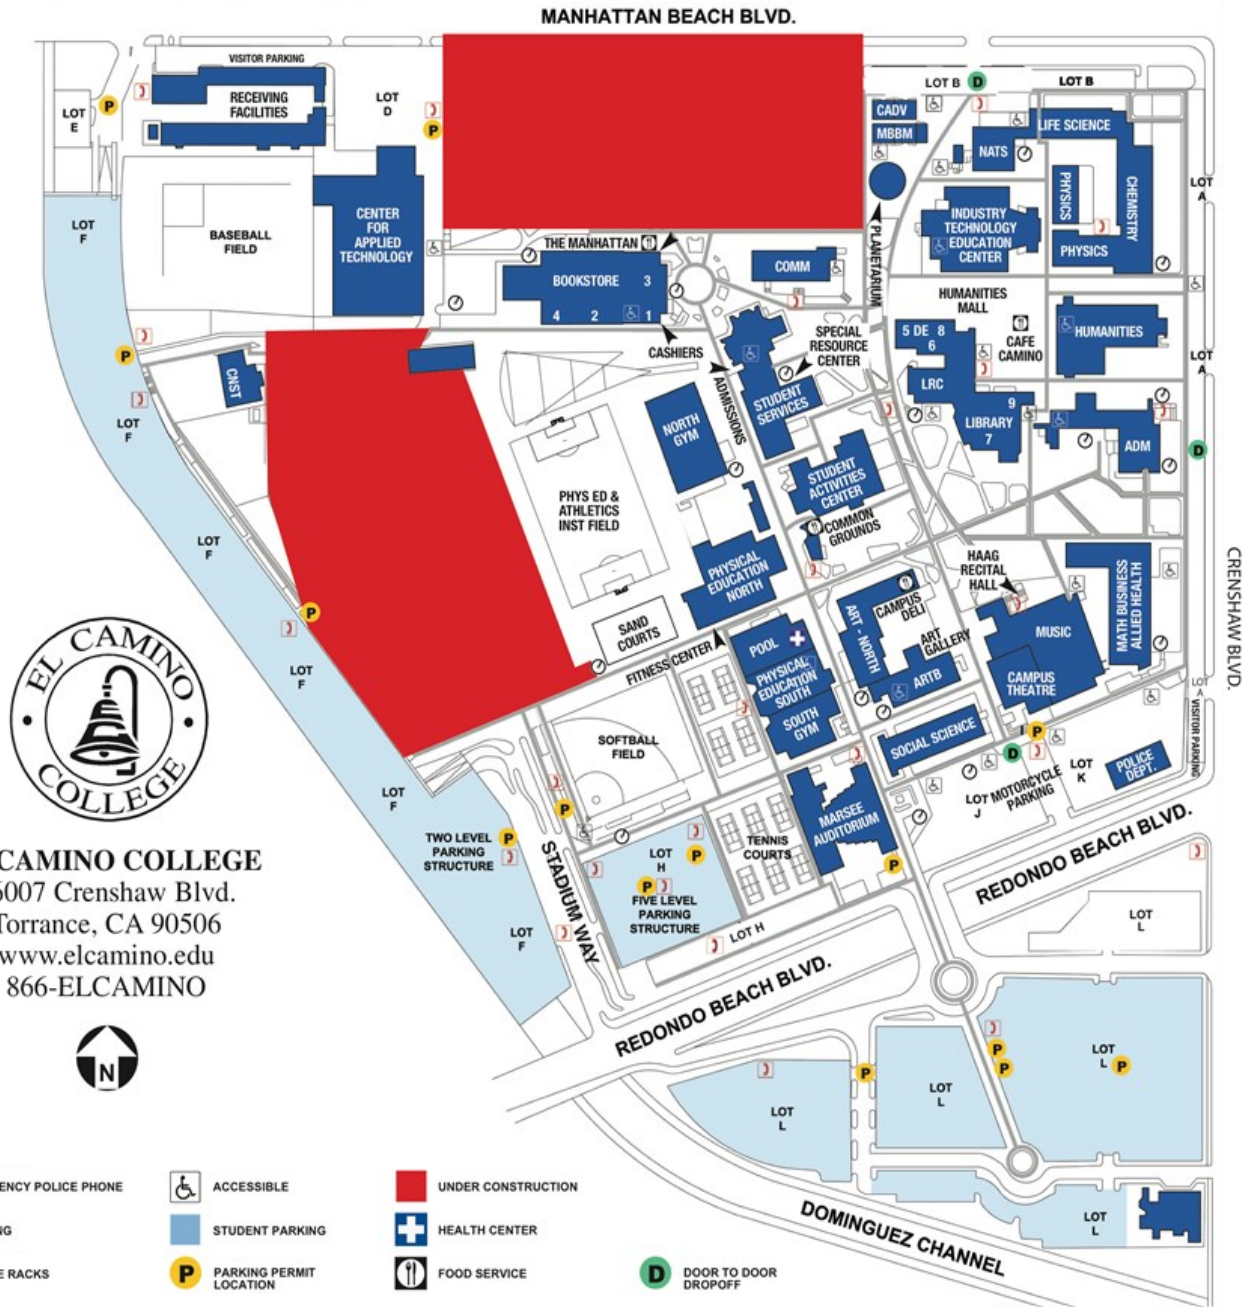 MANHATTAN BEACH BLVD.
VISITOR PARKING
RECEIVING
FACILITIES
LOT
E
P
LOT
D
P
LOT B
D
LOT B
CADV
MBBM
NATS
LIFE SCIENCE
PHYSICS
CHEMISTRY
PHYSICS
LOT
A
INDUSTRY
TECHNOLOGY
EDUCATION
CENTER
PLANETARIUM
LOT
F
BASEBALL
FIELD
CENTER
FOR
APPLIED
TECHNOLOGY
THE MANHATTAN
BOOKSTORE 3
4 2 1
COMM
HUMANITIES
MALL
CAFE
CAMINO
HUMANITIES
LOT
A
5 DE 8
6
LRC
9
LIBRARY
7
ADM
D
SPECIAL
RESOURCE
CENTER
CASHIERS
ADMISSIONS
STUDENT
SERVICES
P
CNST
LOT
F
NORTH
GYM
STUDENT
ACTIVITIES
CENTER
COMMON
GROUNDS
PHYS ED &
ATHLETICS
INST FIELD
LOT
F
PHYSICAL
EDUCATION
NORTH
HAAG
RECITAL
HALL
MATH BUSINESS
ALLIED HEALTH
CRENSHAW BLVD.
P
SAND
COURTS
FITNESS CENTER
POOL
PHYSICAL
EDUCATION
SOUTH
SOUTH
GYM
ART - NORTH
CAMPUS
DELI
ART
GALLERY
ARTB
MUSIC
CAMPUS
THEATRE
LOT
A
VISITOR PARKING
LOT
F
SOFTBALL
FIELD
SOCIAL SCIENCE
P
D
LOT
K
POLICE
DEPT.
LOT
J
MOTORCYCLE
PARKING
EL CAMINO
COLLEGE
LOT
F
TWO LEVEL
PARKING
STRUCTURE
P
P
STADIUM WAY
LOT
H
P
P
FIVE LEVEL
PARKING
STRUCTURE
TENNIS
COURTS
MARSEE
AUDITORIUM
P
REDONDO BEACH BLVD.
LOT
F
LOT H
LOT
L
REDONDO BEACH BLVD.
CAMINO COLLEGE
6007 Crenshaw Blvd.
Torrance, CA 90506
www.elcamino.edu
866-ELCAMINO
N
P
P
P
LOT
L
P
LOT
L
LOT
L
LOT
L
DOMINGUEZ CHANNEL
ENCY POLICE PHONE
NG
E RACKS
ACCESSIBLE
STUDENT PARKING
P
PARKING PERMIT
LOCATION
UNDER CONSTRUCTION
HEALTH CENTER
FOOD SERVICE
D
DOOR TO DOOR
DROPOFF